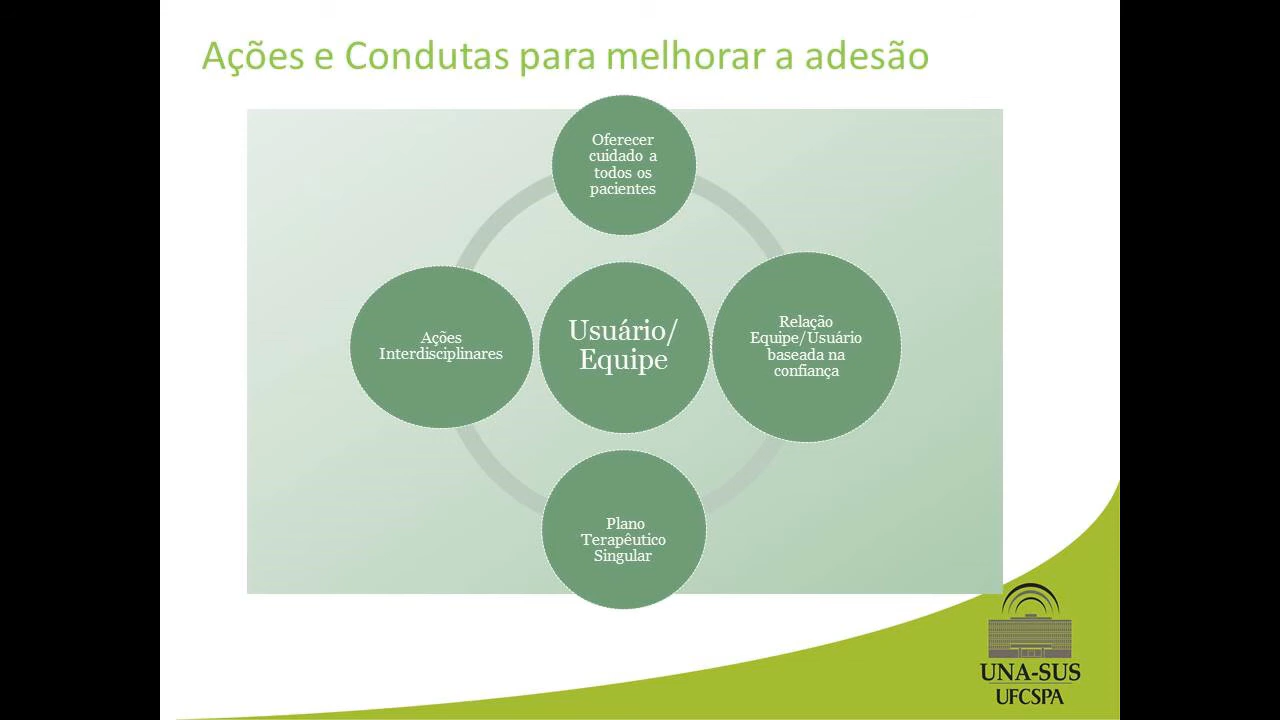 Ações e Condutas para melhorar a adesão
Oferecer
cuidado a
todos os
pacientes
Ações
Interdisciplinares
Usuário/
Equipe
Relação
Equipe/Usuário
baseada na
confiança
Plano
Terapêutico
Singular
UNA-SUS
UFCSPA